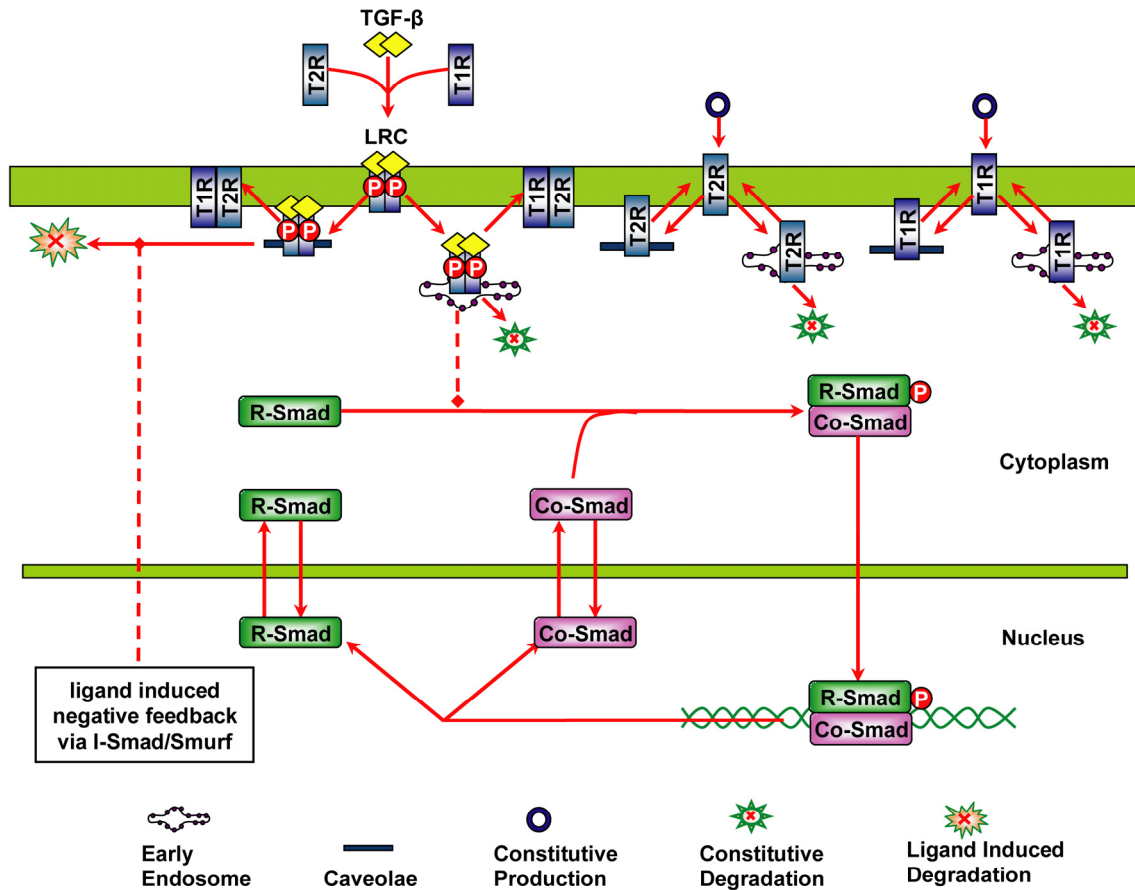 TGF-β
T2R
T1R
LRC
P P
T1R
T2R
T1R
T2R
T2R
T1R
P P
T2R
T1R
P P
T2R
T1R
R-Smad
R-Smad P
Co-Smad
Cytoplasm
R-Smad
Co-Smad
R-Smad
Co-Smad
Nucleus
ligand induced
negative feedback
via I-Smad/Smurf
R-Smad P
Co-Smad
Early
Endosome
Caveolae
Constitutive
Production
Constitutive
Degradation
Ligand Induced
Degradation